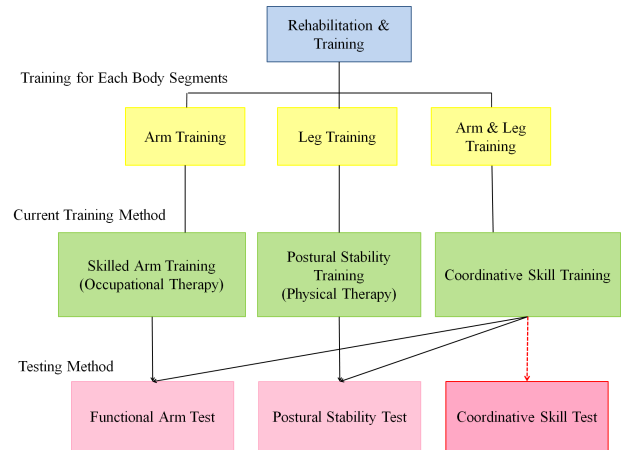 Rehabilitation &
Training
Training for Each Body Segments
Arm Training
Leg Training
Arm & Leg
Training
Current Training Method
Skilled Arm Training
(Occupational Therapy)
Postural Stability
Training
(Physical Therapy)
Coordinative Skill Training
Testing Method
Functional Arm Test
Postural Stability Test
Coordinative Skill Test